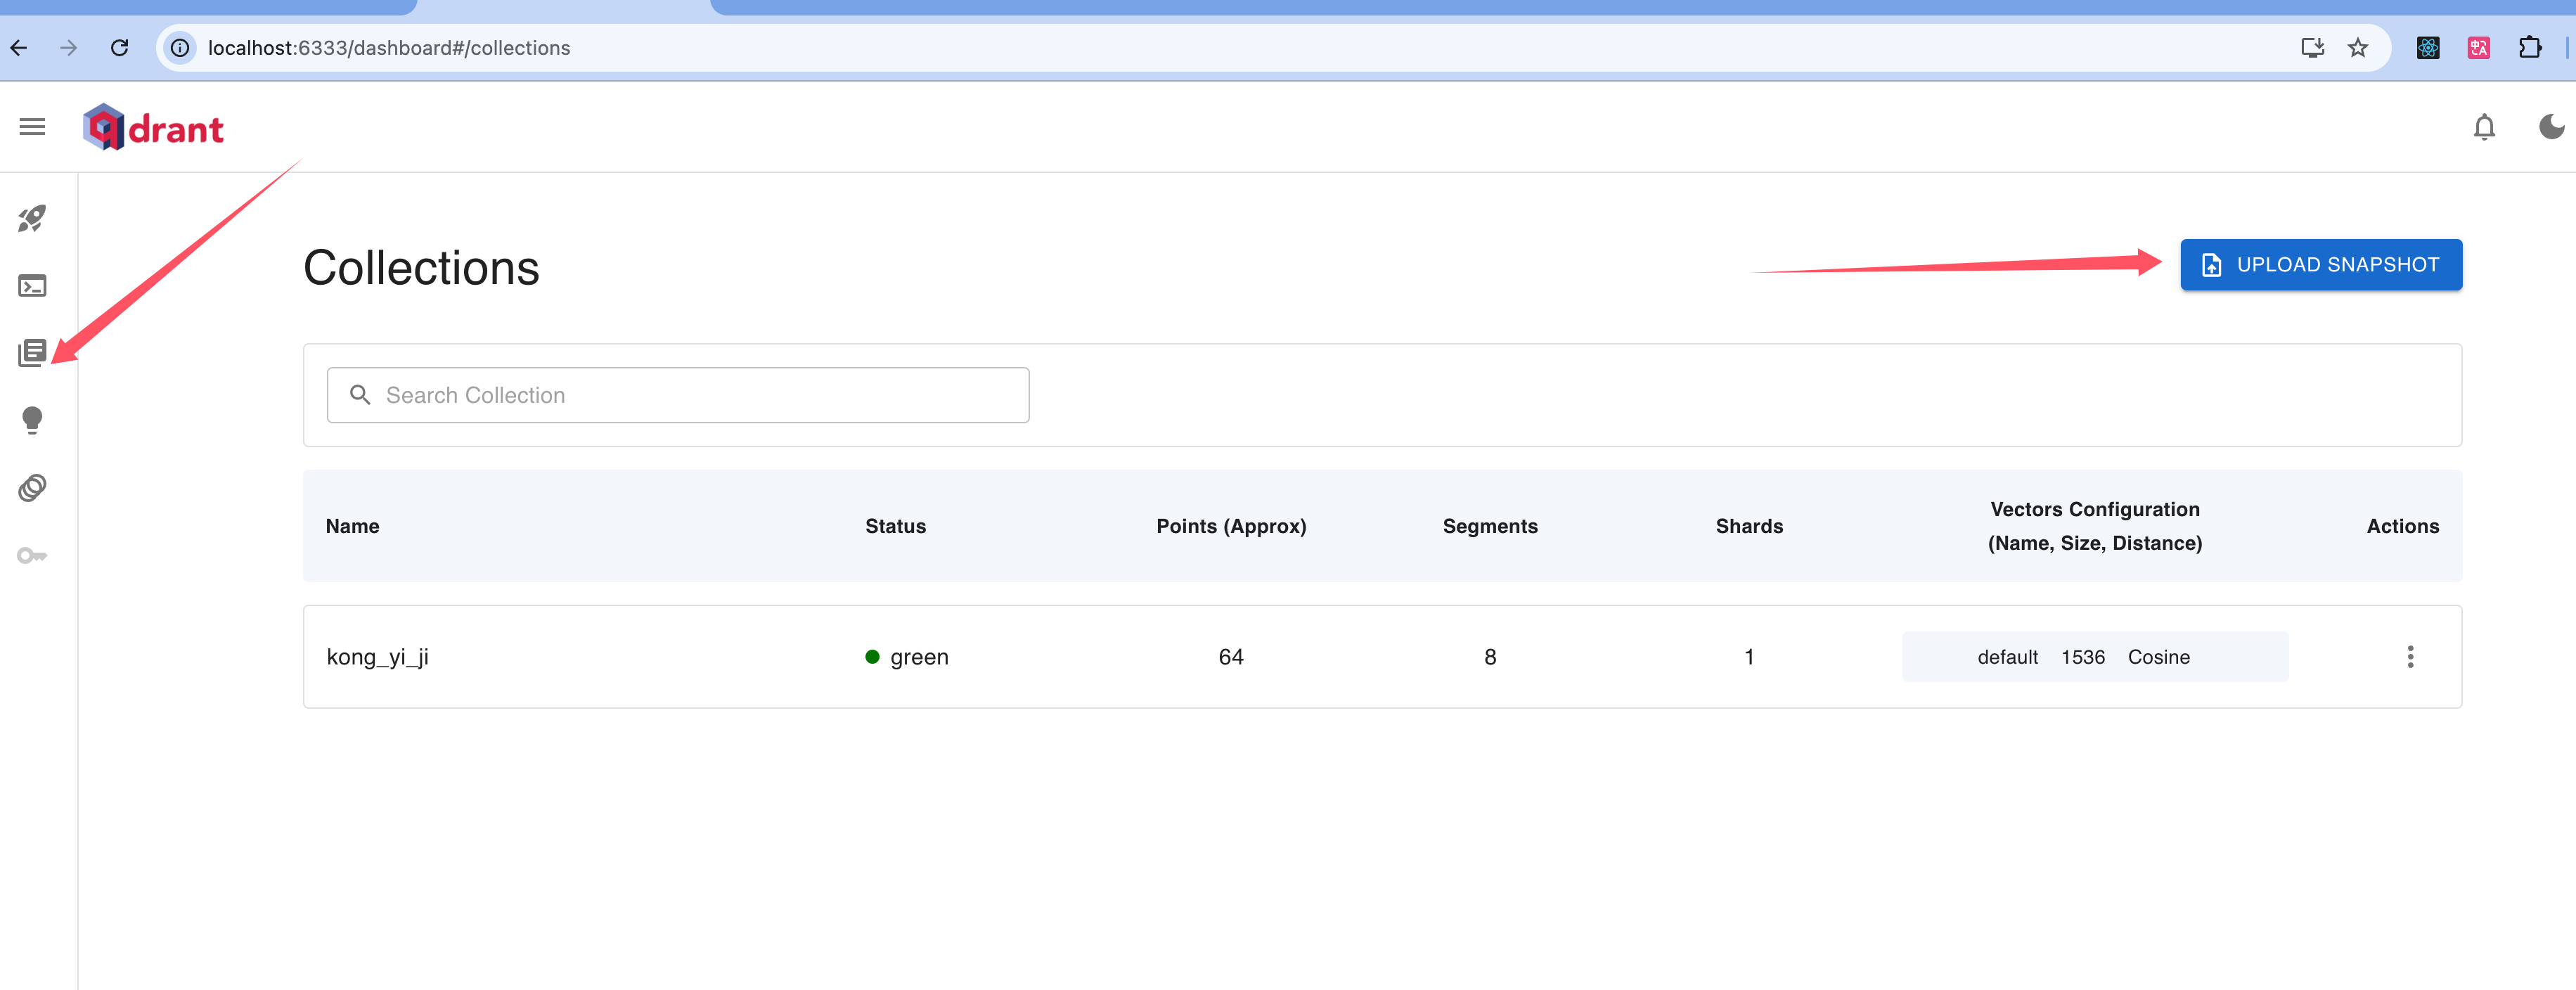 localhost:6333/dashboard#/collections
qdrant
Collections
UPLOAD SNAPSHOT
Search Collection
Name Status Points (Approx) Segments Shards Vectors Configuration (Name, Size, Distance) Actions
kong_yi_ji green 64 8 1 default 1536 Cosine